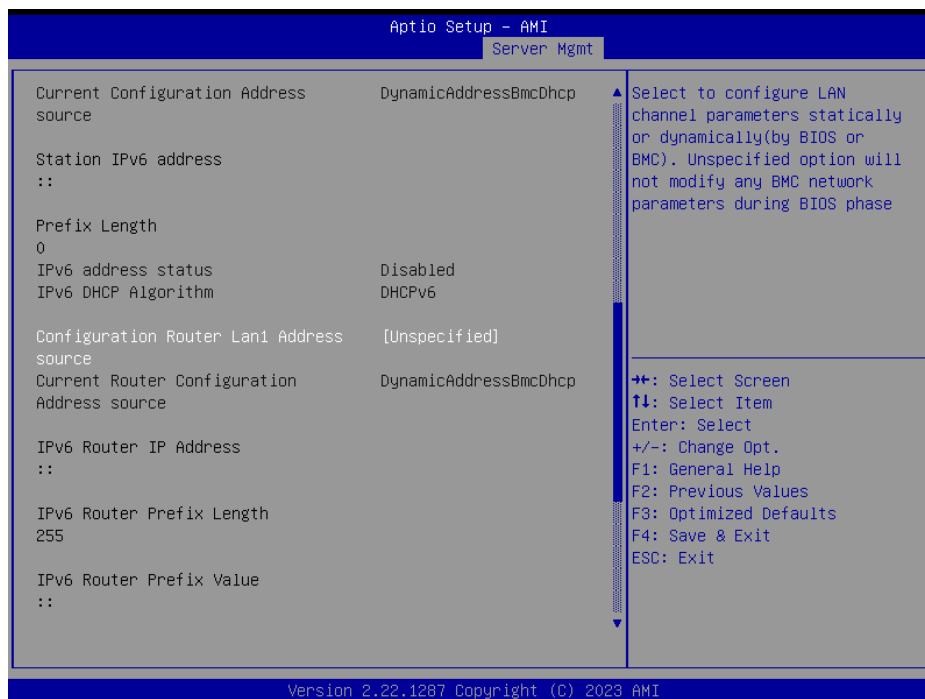 Aptio Setup – AMI
Server Mgmt
Current Configuration Address DynamicAddressBmcDhcp
source
Station IPv6 address
::
Prefix Length
0
IPv6 address status Disabled
IPv6 DHCP Algorithm DHCPv6
Configuration Router Lan1 Address [Unspecified]
source
Current Router Configuration DynamicAddressBmcDhcp
Address source
IPv6 Router IP Address
::
IPv6 Router Prefix Length
255
IPv6 Router Prefix Value
::
Select to configure LAN
channel parameters statically
or dynamically(by BIOS or
BMC). Unspecified option will
not modify any BMC network
parameters during BIOS phase
→←: Select Screen
↑↓: Select Item
Enter: Select
+/-: Change Opt.
F1: General Help
F2: Previous Values
F3: Optimized Defaults
F4: Save & Exit
ESC: Exit
Version 2.22.1287 Copyright (C) 2023 AMI